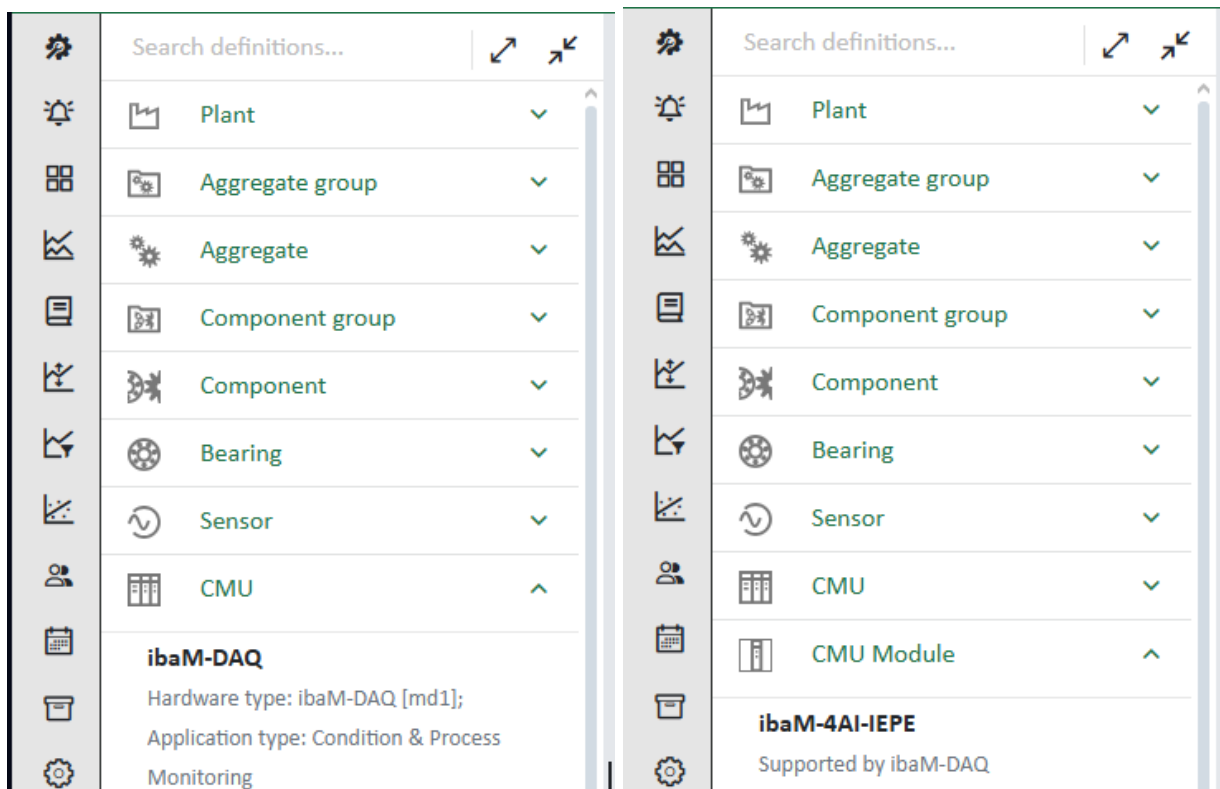 Search definitions...
Plant
Aggregate group
Aggregate
Component group
Component
Bearing
Sensor
CMU
ibaM-DAQ
Hardware type: ibaM-DAQ [md1];
Application type: Condition & Process
Monitoring
Search definitions...
Plant
Aggregate group
Aggregate
Component group
Component
Bearing
Sensor
CMU
CMU Module
ibaM-4AI-IEPE
Supported by ibaM-DAQ